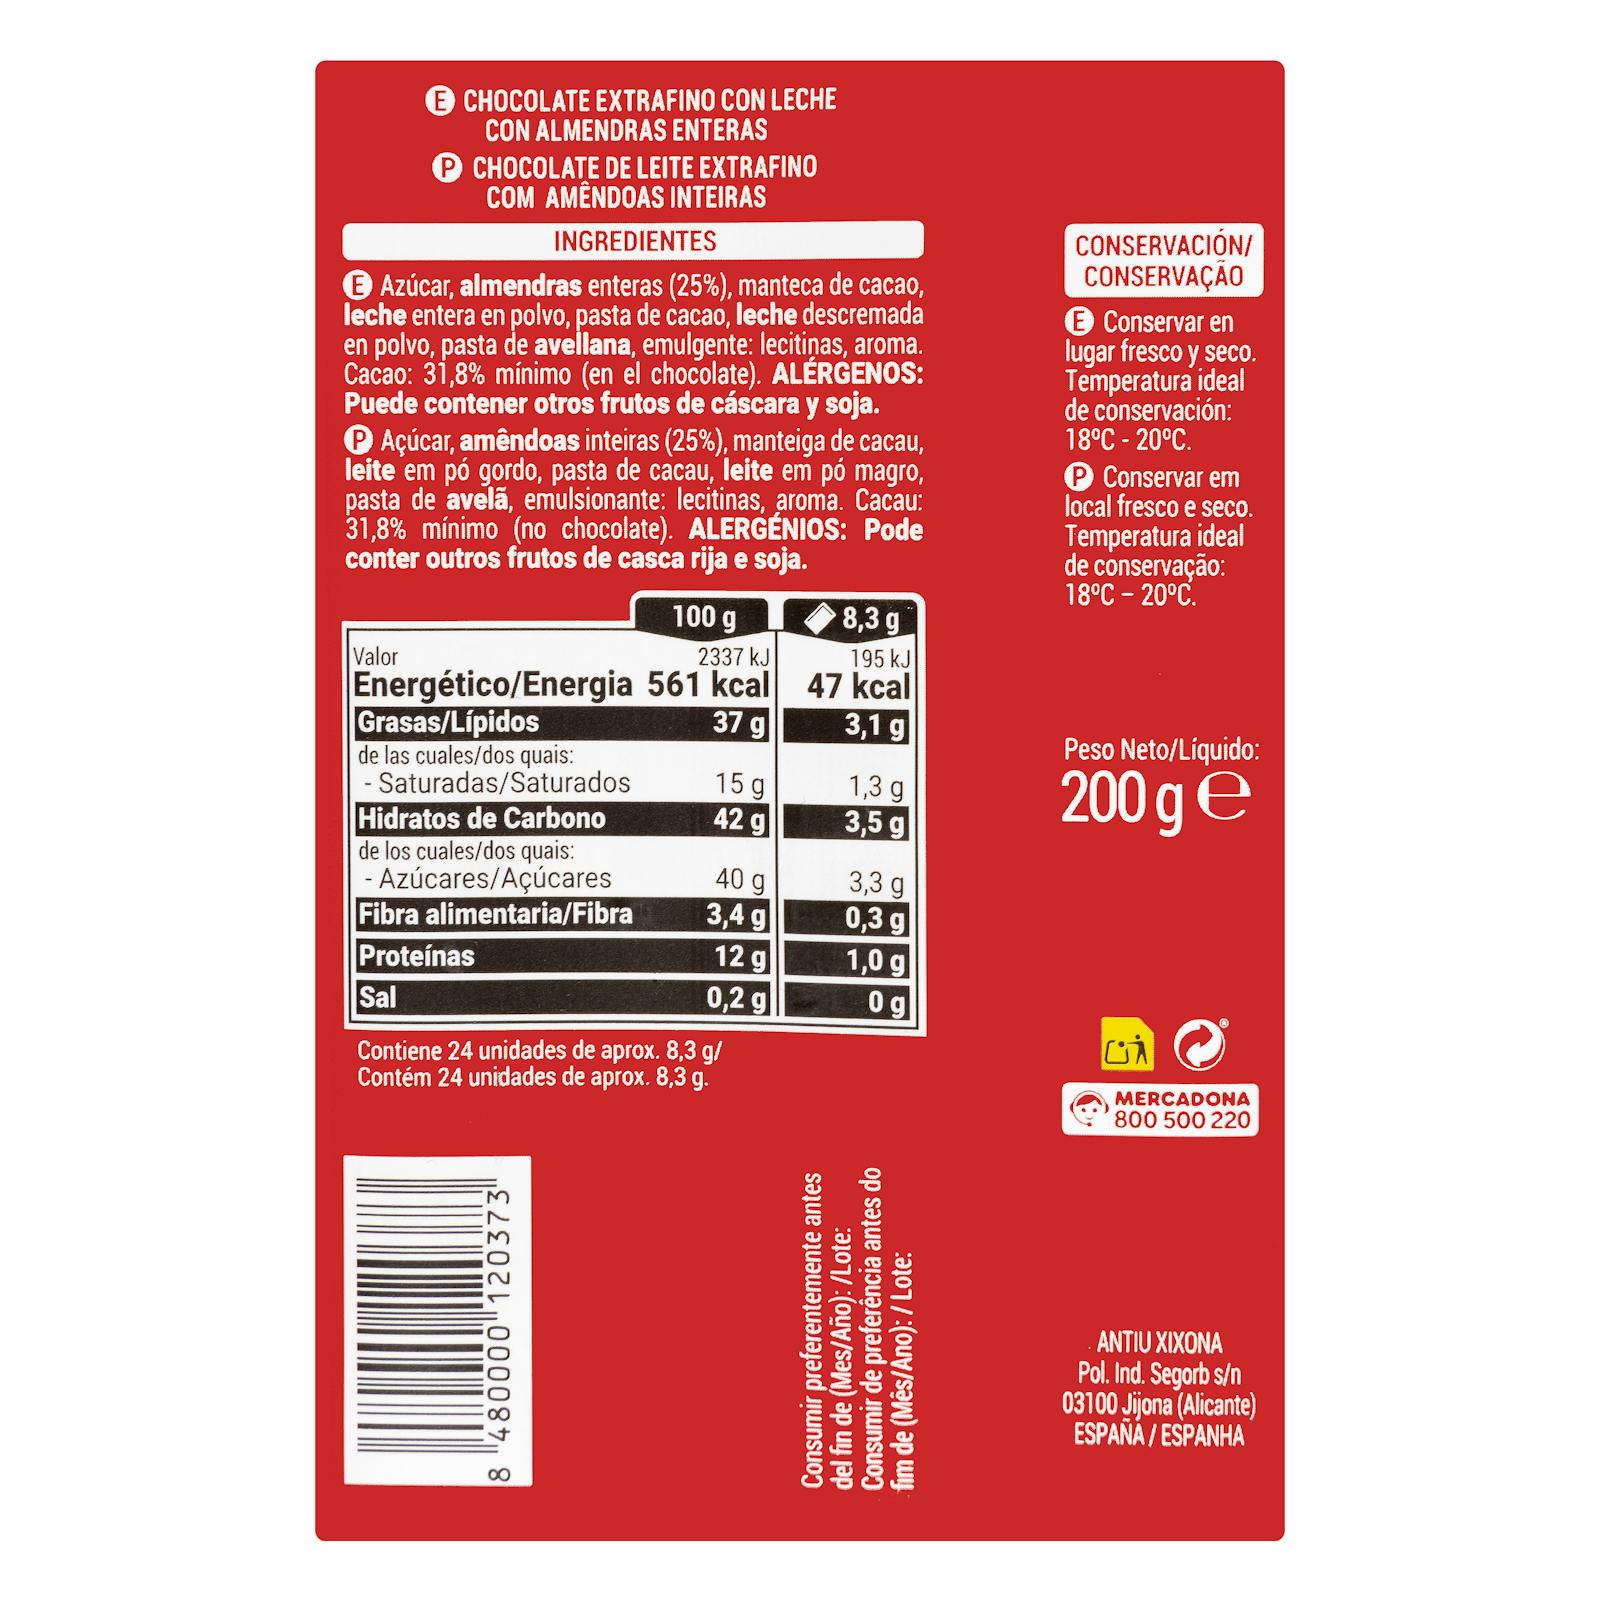 E CHOCOLATE EXTRAFINO CON LECHE
CON ALMENDRAS ENTERAS
P CHOCOLATE DE LEITE EXTRAFINO
COM AMÊNDOAS INTEIRAS
INGREDIENTES
E Azúcar, almendras enteras (25%), manteca de cacao,
leche entera en polvo, pasta de cacao, leche descremada
en polvo, pasta de avellana, emulgente: lecitinas, aroma.
Cacao: 31,8% mínimo (en el chocolate). ALÉRGENOS:
Puede contener otros frutos de cáscara y soja.
P Açúcar, amêndoas inteiras (25%), manteiga de cacau,
leite em pó gordo, pasta de cacau, leite em pó magro,
pasta de avelã, emulsionante: lecitinas, aroma. Cacau:
31,8% mínimo (no chocolate). ALERGÉNIOS: Pode
conter outros frutos de casca rija e soja.
100 g 8,3 g
Valor 2337 kJ 195 kJ
Energético/Energia 561 kcal 47 kcal
Grasas/Lípidos 37 g 3,1 g
de las cuales/dos quais:
- Saturadas/Saturados 15 g 1,3 g
Hidratos de Carbono 42 g 3,5 g
de los cuales/dos quais:
- Azúcares/Açúcares 40 g 3,3 g
Fibra alimentaria/Fibra 3,4 g 0,3 g
Proteínas 12 g 1,0 g
Sal 0,2 g 0 g
Contiene 24 unidades de aprox. 8,3 g/
Contém 24 unidades de aprox. 8,3 g.
8 480000 120373
Consumir preferentemente antes
del fin de (Mes/Año): /Lote:
Consumir de preferência antes do
fim de (Mês/Ano): / Lote:
CONSERVACIÓN/
CONSERVAÇÃO
E Conservar en
lugar fresco y seco.
Temperatura ideal
de conservación:
18ºC - 20ºC.
P Conservar em
local fresco e seco.
Temperatura ideal
de conservação:
18ºC – 20ºC.
Peso Neto/Líquido:
200 g e
MERCADONA
800 500 220
ANTIU XIXONA
Pol. Ind. Segorb s/n
03100 Jijona (Alicante)
ESPAÑA / ESPANHA